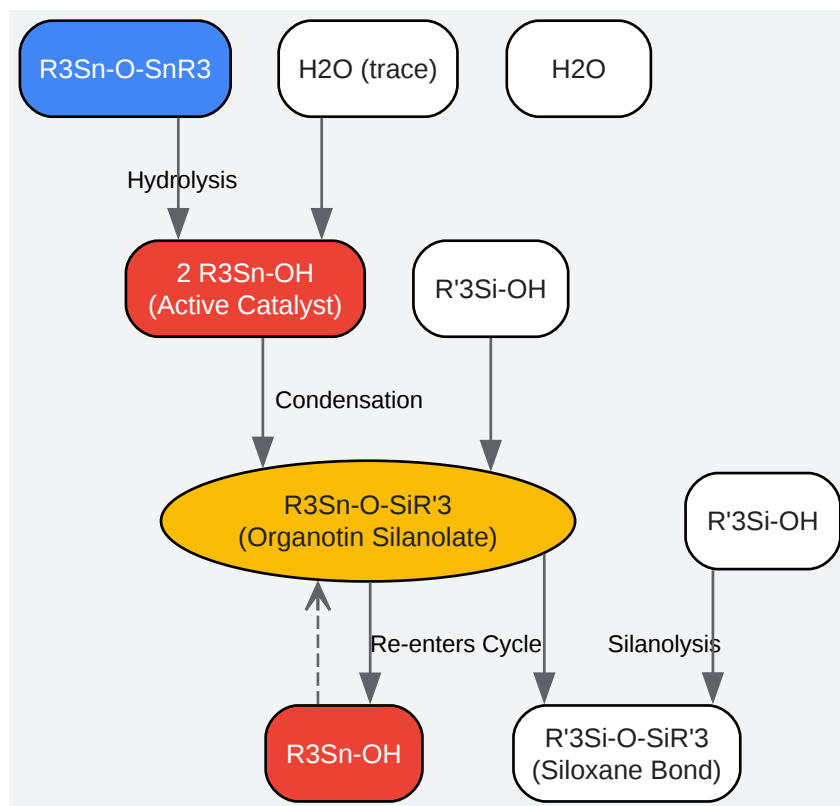 R3Sn-O-SnR3
H2O (trace)
H2O
Hydrolysis
2 R3Sn-OH
(Active Catalyst)
R'3Si-OH
Condensation
R3Sn-O-SiR'3
(Organotin Silanolate)
R'3Si-OH
Re-enters Cycle
Silanolysis
R3Sn-OH
R'3Si-O-SiR'3
(Siloxane Bond)